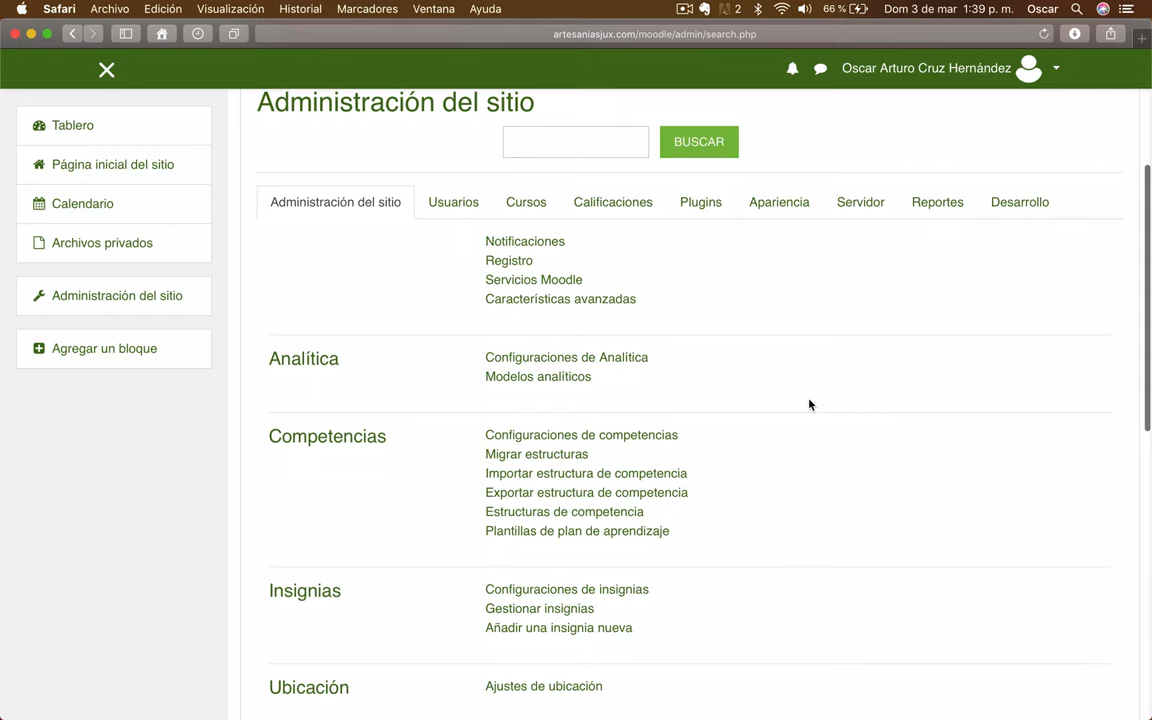 Safari Archivo Edición Visualización Historial Marcadores Ventana Ayuda 2 66 % Dom 3 de mar 1:39 p. m. Oscar
artesaniasjux.com/moodle/admin/search.php
Oscar Arturo Cruz Hernández
Administración del sitio
BUSCAR
Tablero
Página inicial del sitio
Calendario
Archivos privados
Administración del sitio
Agregar un bloque
Administración del sitio Usuarios Cursos Calificaciones Plugins Apariencia Servidor Reportes Desarrollo
Notificaciones
Registro
Servicios Moodle
Características avanzadas
Analítica
Configuraciones de Analítica
Modelos analíticos
Competencias
Configuraciones de competencias
Migrar estructuras
Importar estructura de competencia
Exportar estructura de competencia
Estructuras de competencia
Plantillas de plan de aprendizaje
Insignias
Configuraciones de insignias
Gestionar insignias
Añadir una insignia nueva
Ubicación
Ajustes de ubicación